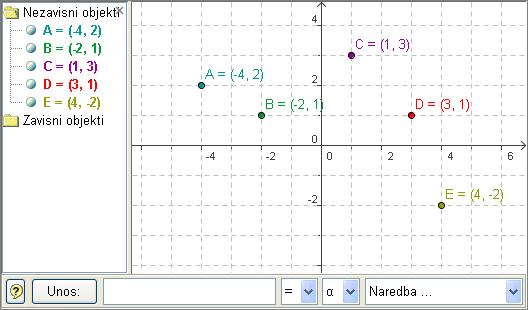 Nezavisni objekti
A = (-4, 2)
B = (-2, 1)
C = (1, 3)
D = (3, 1)
E = (4, -2)
Zavisni objekti
4
C = (1, 3)
A = (-4, 2)
2
B = (-2, 1)
D = (3, 1)
0
-4 -2 0 2 4 6
E = (4, -2)
-2
? Unos: = α Naredba ...